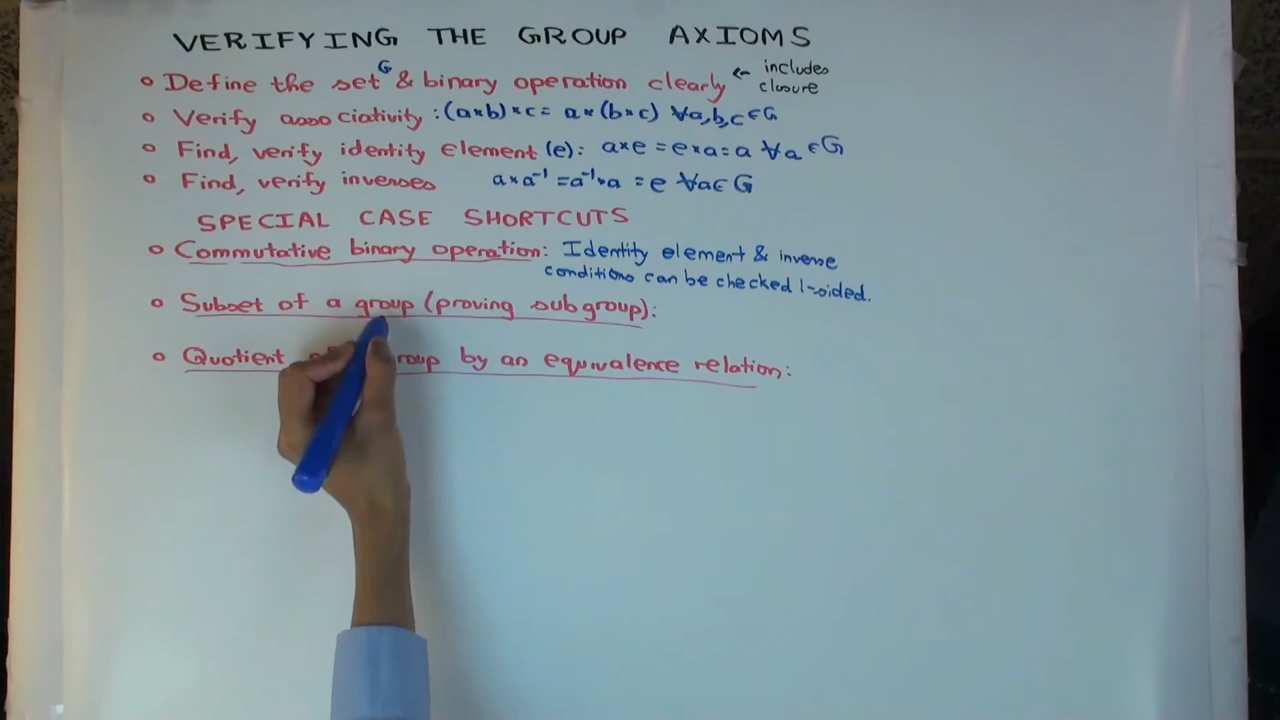 VERIFYING THE GROUP AXIOMS
G
∘ Define the set & binary operation clearly ← includes closure
∘ Verify associativity : (a*b)*c = a*(b*c) ∀a,b,c∈G
∘ Find, verify identity element (e): a*e = e*a = a ∀a∈G
∘ Find, verify inverses a*a⁻¹ = a⁻¹*a = e ∀a∈G
SPECIAL CASE SHORTCUTS
∘ Commutative binary operation: Identity element & inverse
conditions can be checked 1-sided.
∘ Subset of a group (proving subgroup):
∘ Quotient group by an equivalence relation: